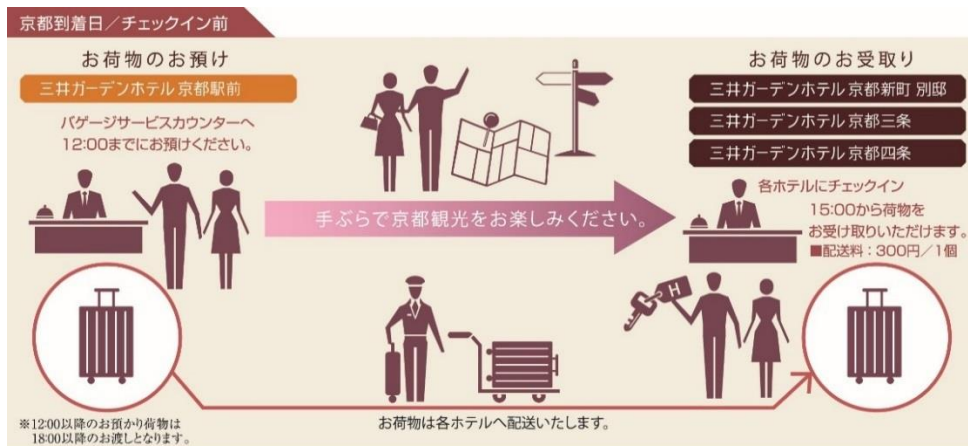 京都到着日／チェックイン前
お荷物のお預け
三井ガーデンホテル 京都駅前
バゲージサービスカウンターへ
12:00までにお預けください。
手ぶらで京都観光をお楽しみください。
お荷物のお受取り
三井ガーデンホテル 京都新町 別邸
三井ガーデンホテル 京都三条
三井ガーデンホテル 京都四条
各ホテルにチェックイン
15:00から荷物を
お受け取りいただけます。
■配送料：300円／1個
H
※12:00以降のお預かり荷物は
18:00以降のお渡しとなります。
お荷物は各ホテルへ配送いたします。